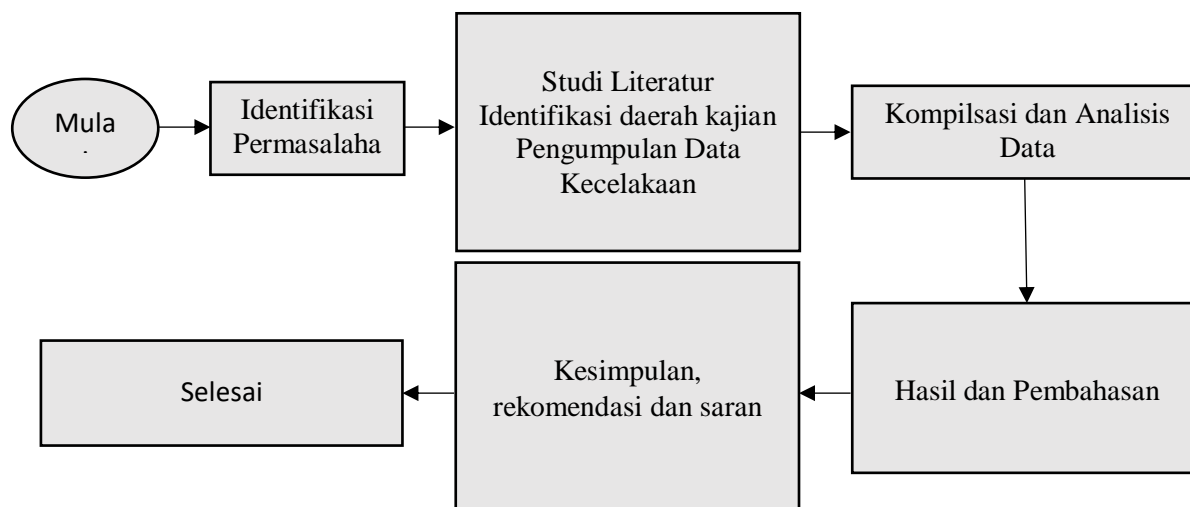 Mula
Identifikasi
Permasalaha
Studi Literatur
Identifikasi daerah kajian
Pengumpulan Data
Kecelakaan
Kompilsasi dan Analisis
Data
Hasil dan Pembahasan
Kesimpulan,
rekomendasi dan saran
Selesai